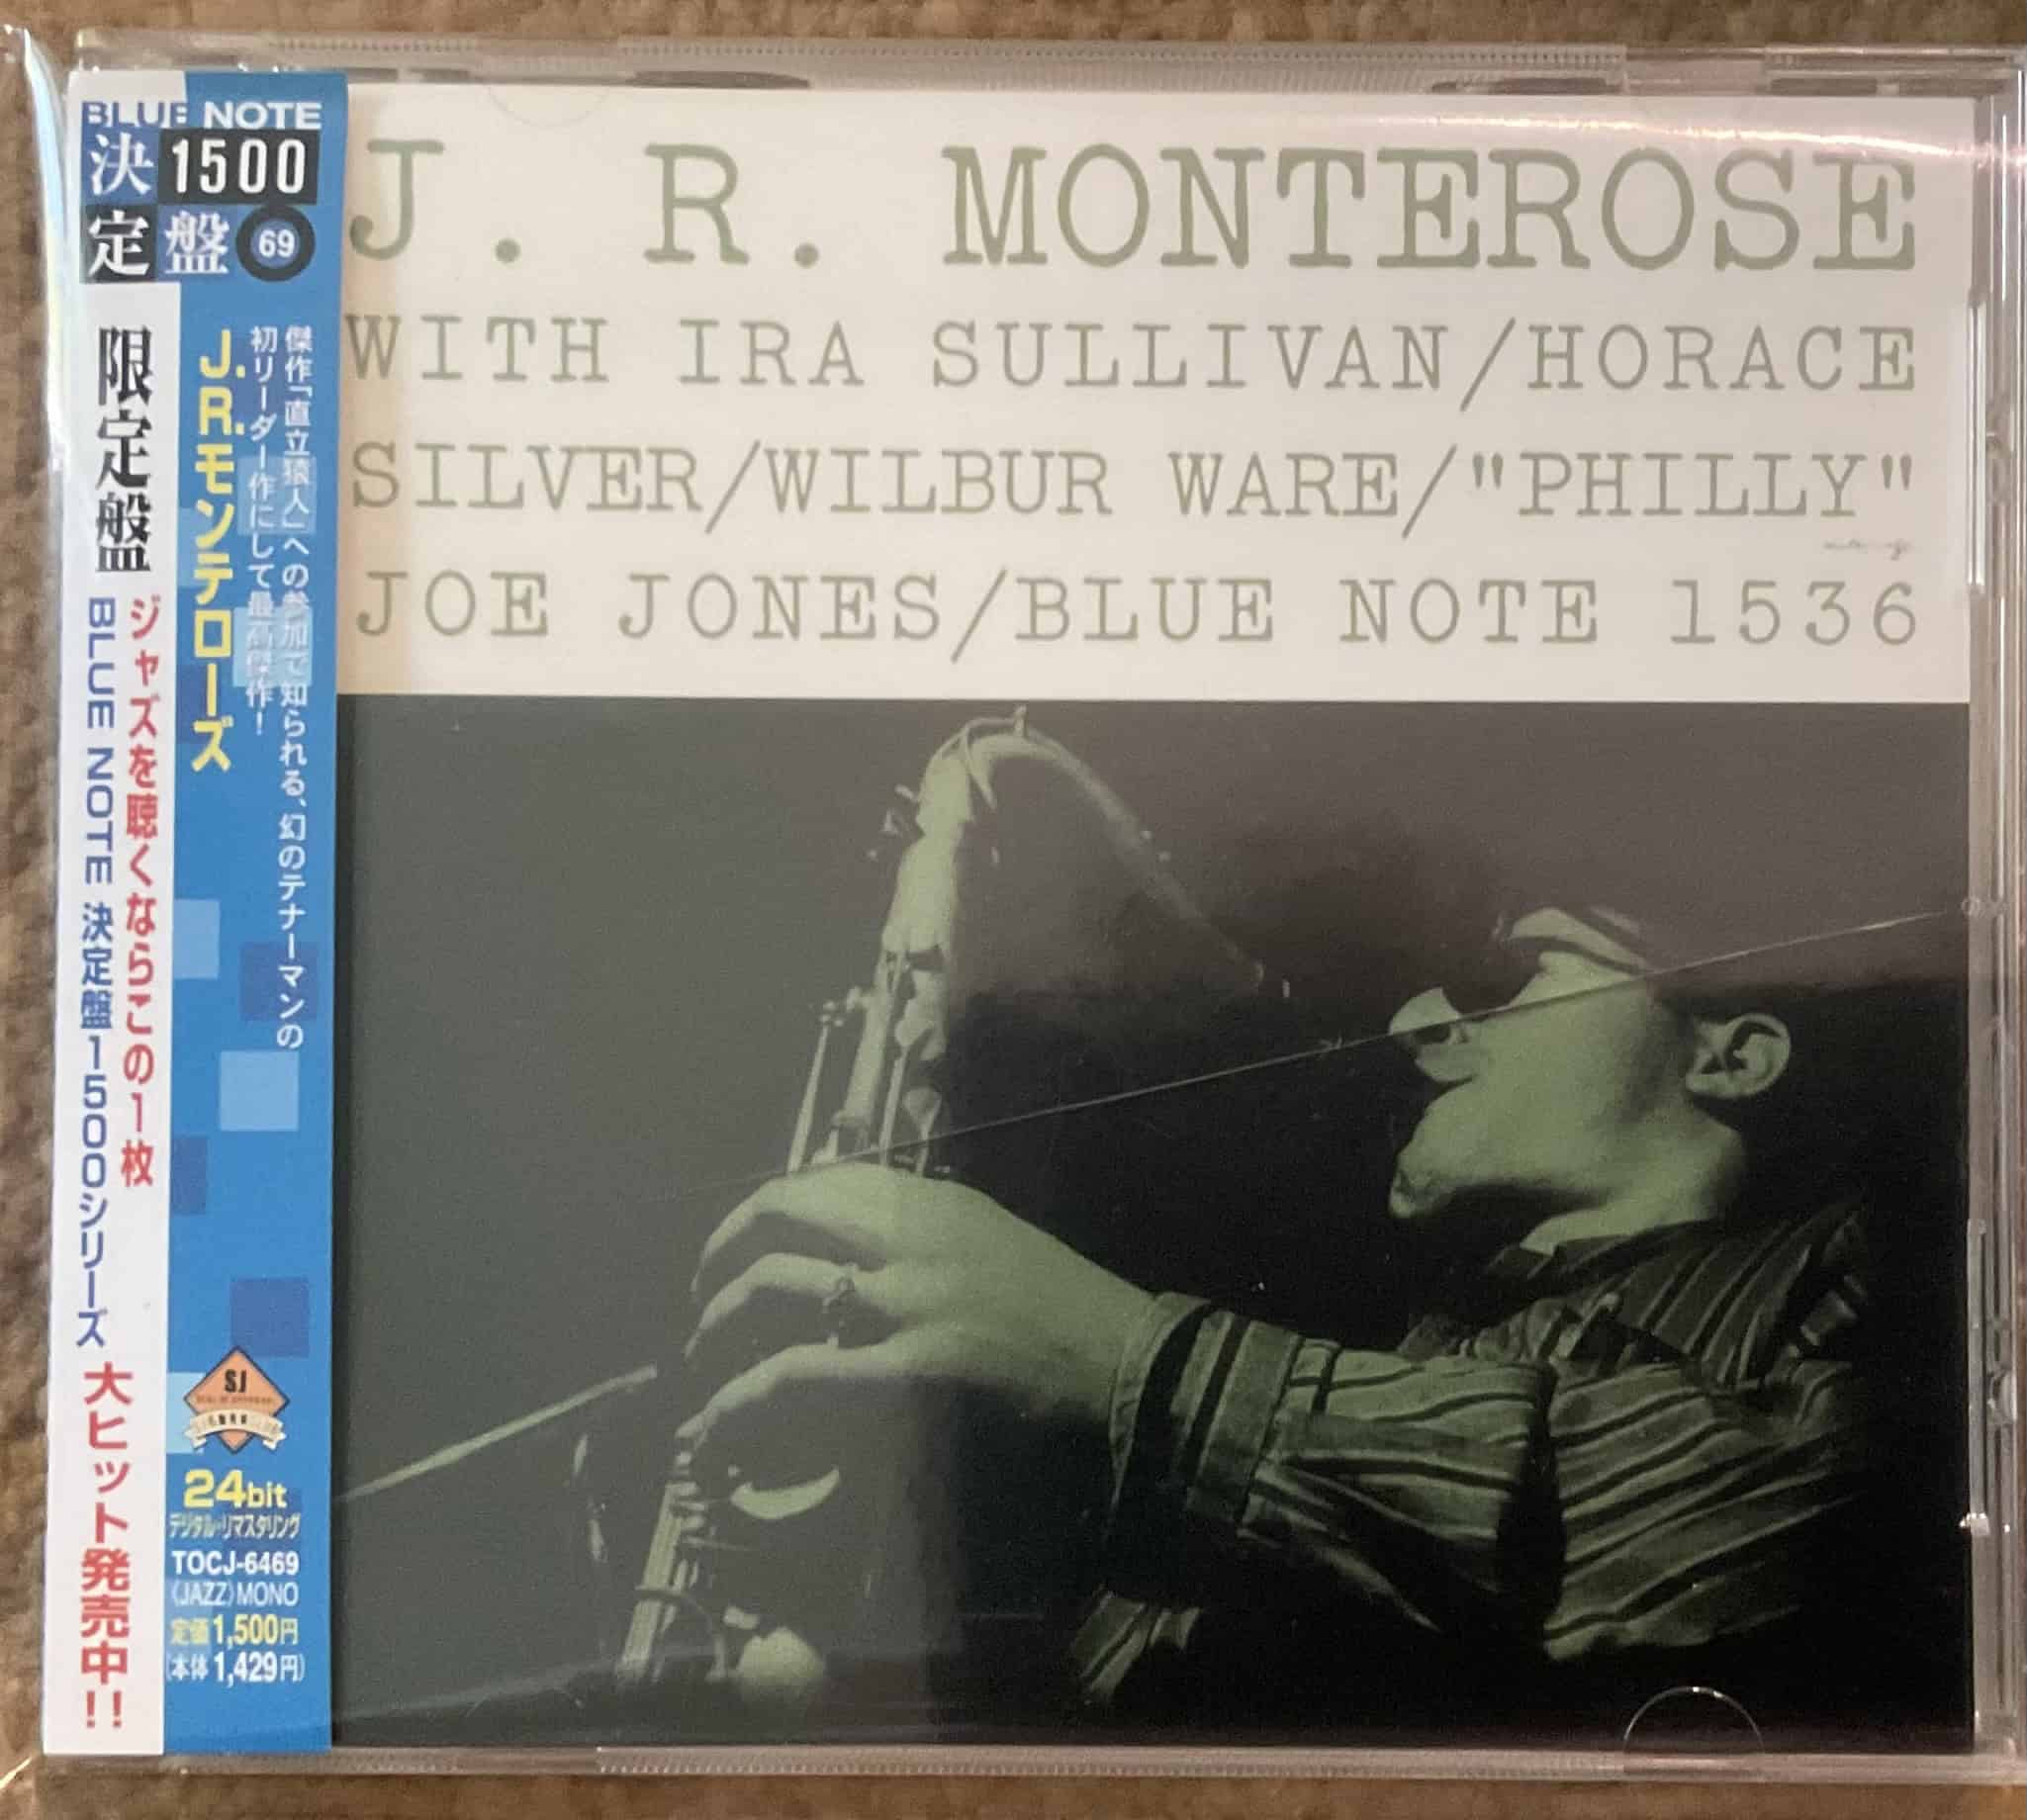 BLUE NOTE
決 1500
定 盤 69
限定盤
ジャズを聴くならこの1枚
BLUE NOTE 決定盤1500シリーズ
大ヒット発売中!!
傑作「直立猿人」への参加で知られる、幻のテナーマンの
初リーダー作にして最高傑作!
J.R.モンテローズ
SJ
24bit
デジタル・リマスタリング
TOCJ-6469
〈JAZZ〉MONO
定価1,500円
(本体1,429円)
J. R. MONTEROSE
WITH IRA SULLIVAN/HORACE
SILVER/WILBUR WARE/"PHILLY"
JOE JONES/BLUE NOTE 1536